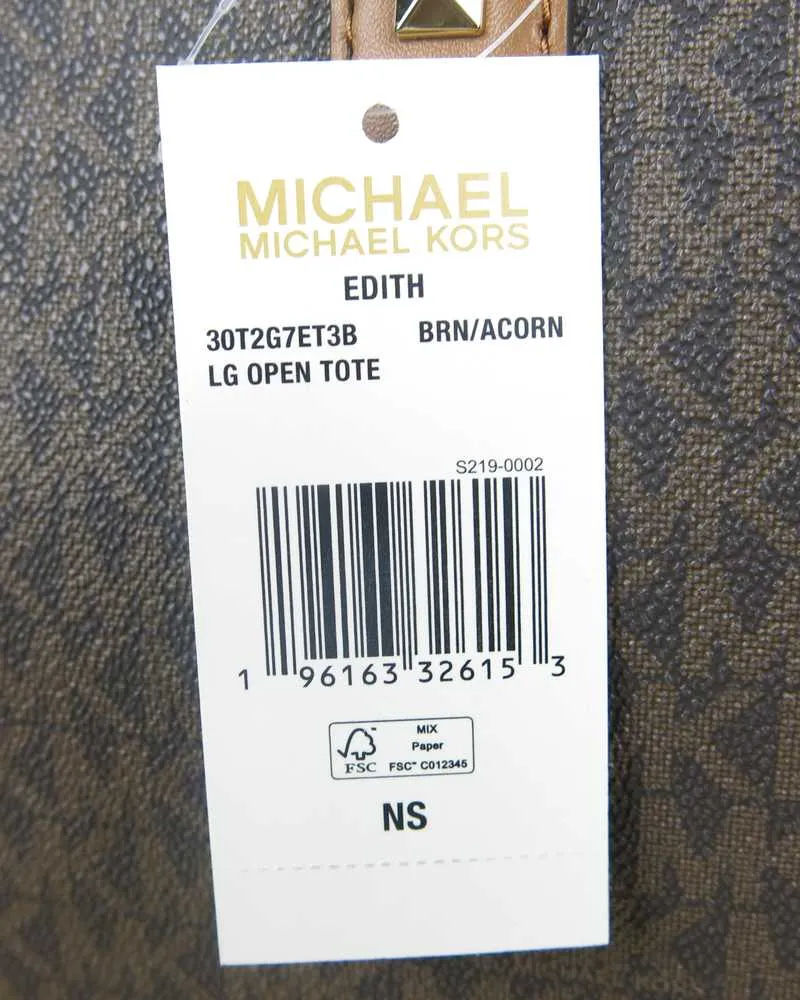 MICHAEL
MICHAEL KORS
EDITH
30T2G7ET3B BRN/ACORN
LG OPEN TOTE
S219-0002
1 96163 32615 3
FSC
MIX
Paper
FSC™ C012345
NS